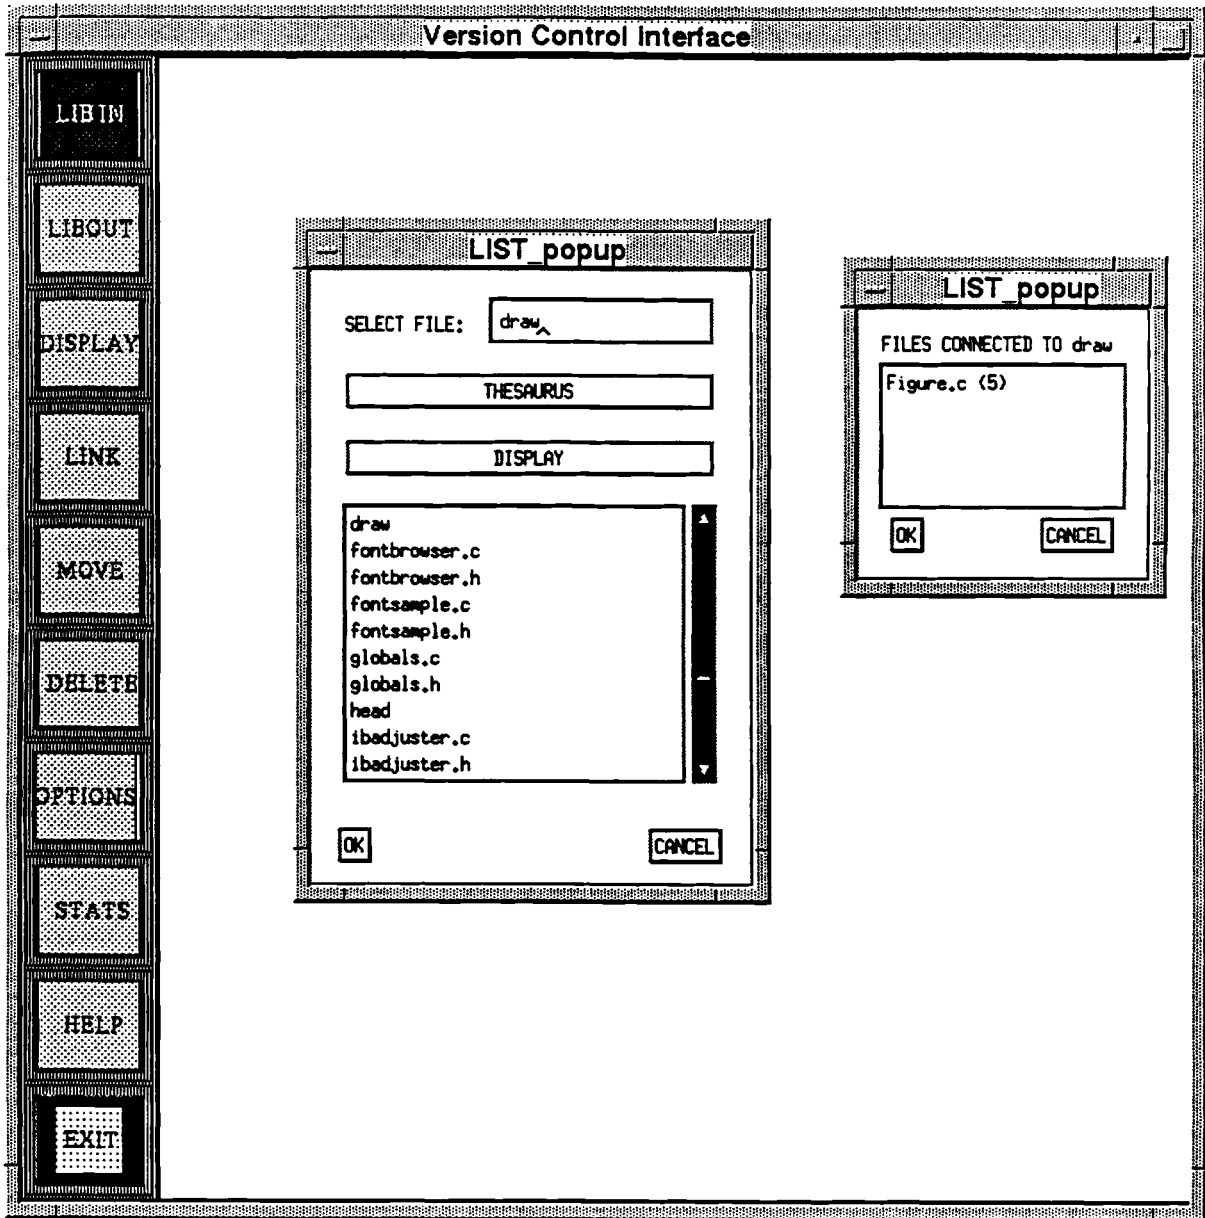 Version Control Interface
LIBIN
LIBOUT
DISPLAY
LINK
MOVE
DELETE
OPTIONS
STATS
HELP
EXIT
LIST_popup
SELECT FILE: draw
THESAURUS
DISPLAY
draw
fontbrowser.c
fontbrowser.h
fontsample.c
fontsample.h
globals.c
globals.h
head
ibadjuster.c
ibadjuster.h
OK CANCEL
LIST_popup
FILES CONNECTED TO draw
Figure.c (5)
OK CANCEL